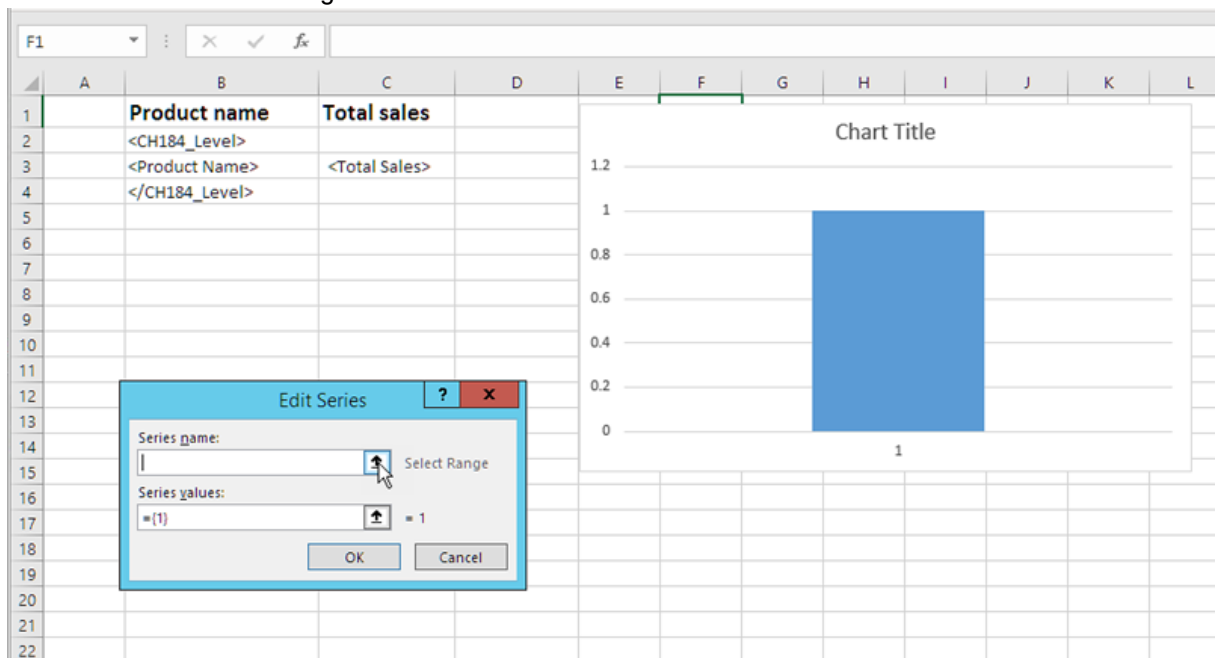 F1 fx
A B C D E F G H I J K L
1 Product name Total sales
2 <CH184_Level>
3 <Product Name> <Total Sales>
4 </CH184_Level>
5
6
7
8
9
10
11
12
13
14
15
16
17
18
19
20
21
22
Chart Title
1.2
1
0.8
0.6
0.4
0.2
0
1
Edit Series ? x
Series name:
Select Range
Series values:
={1} = 1
OK Cancel